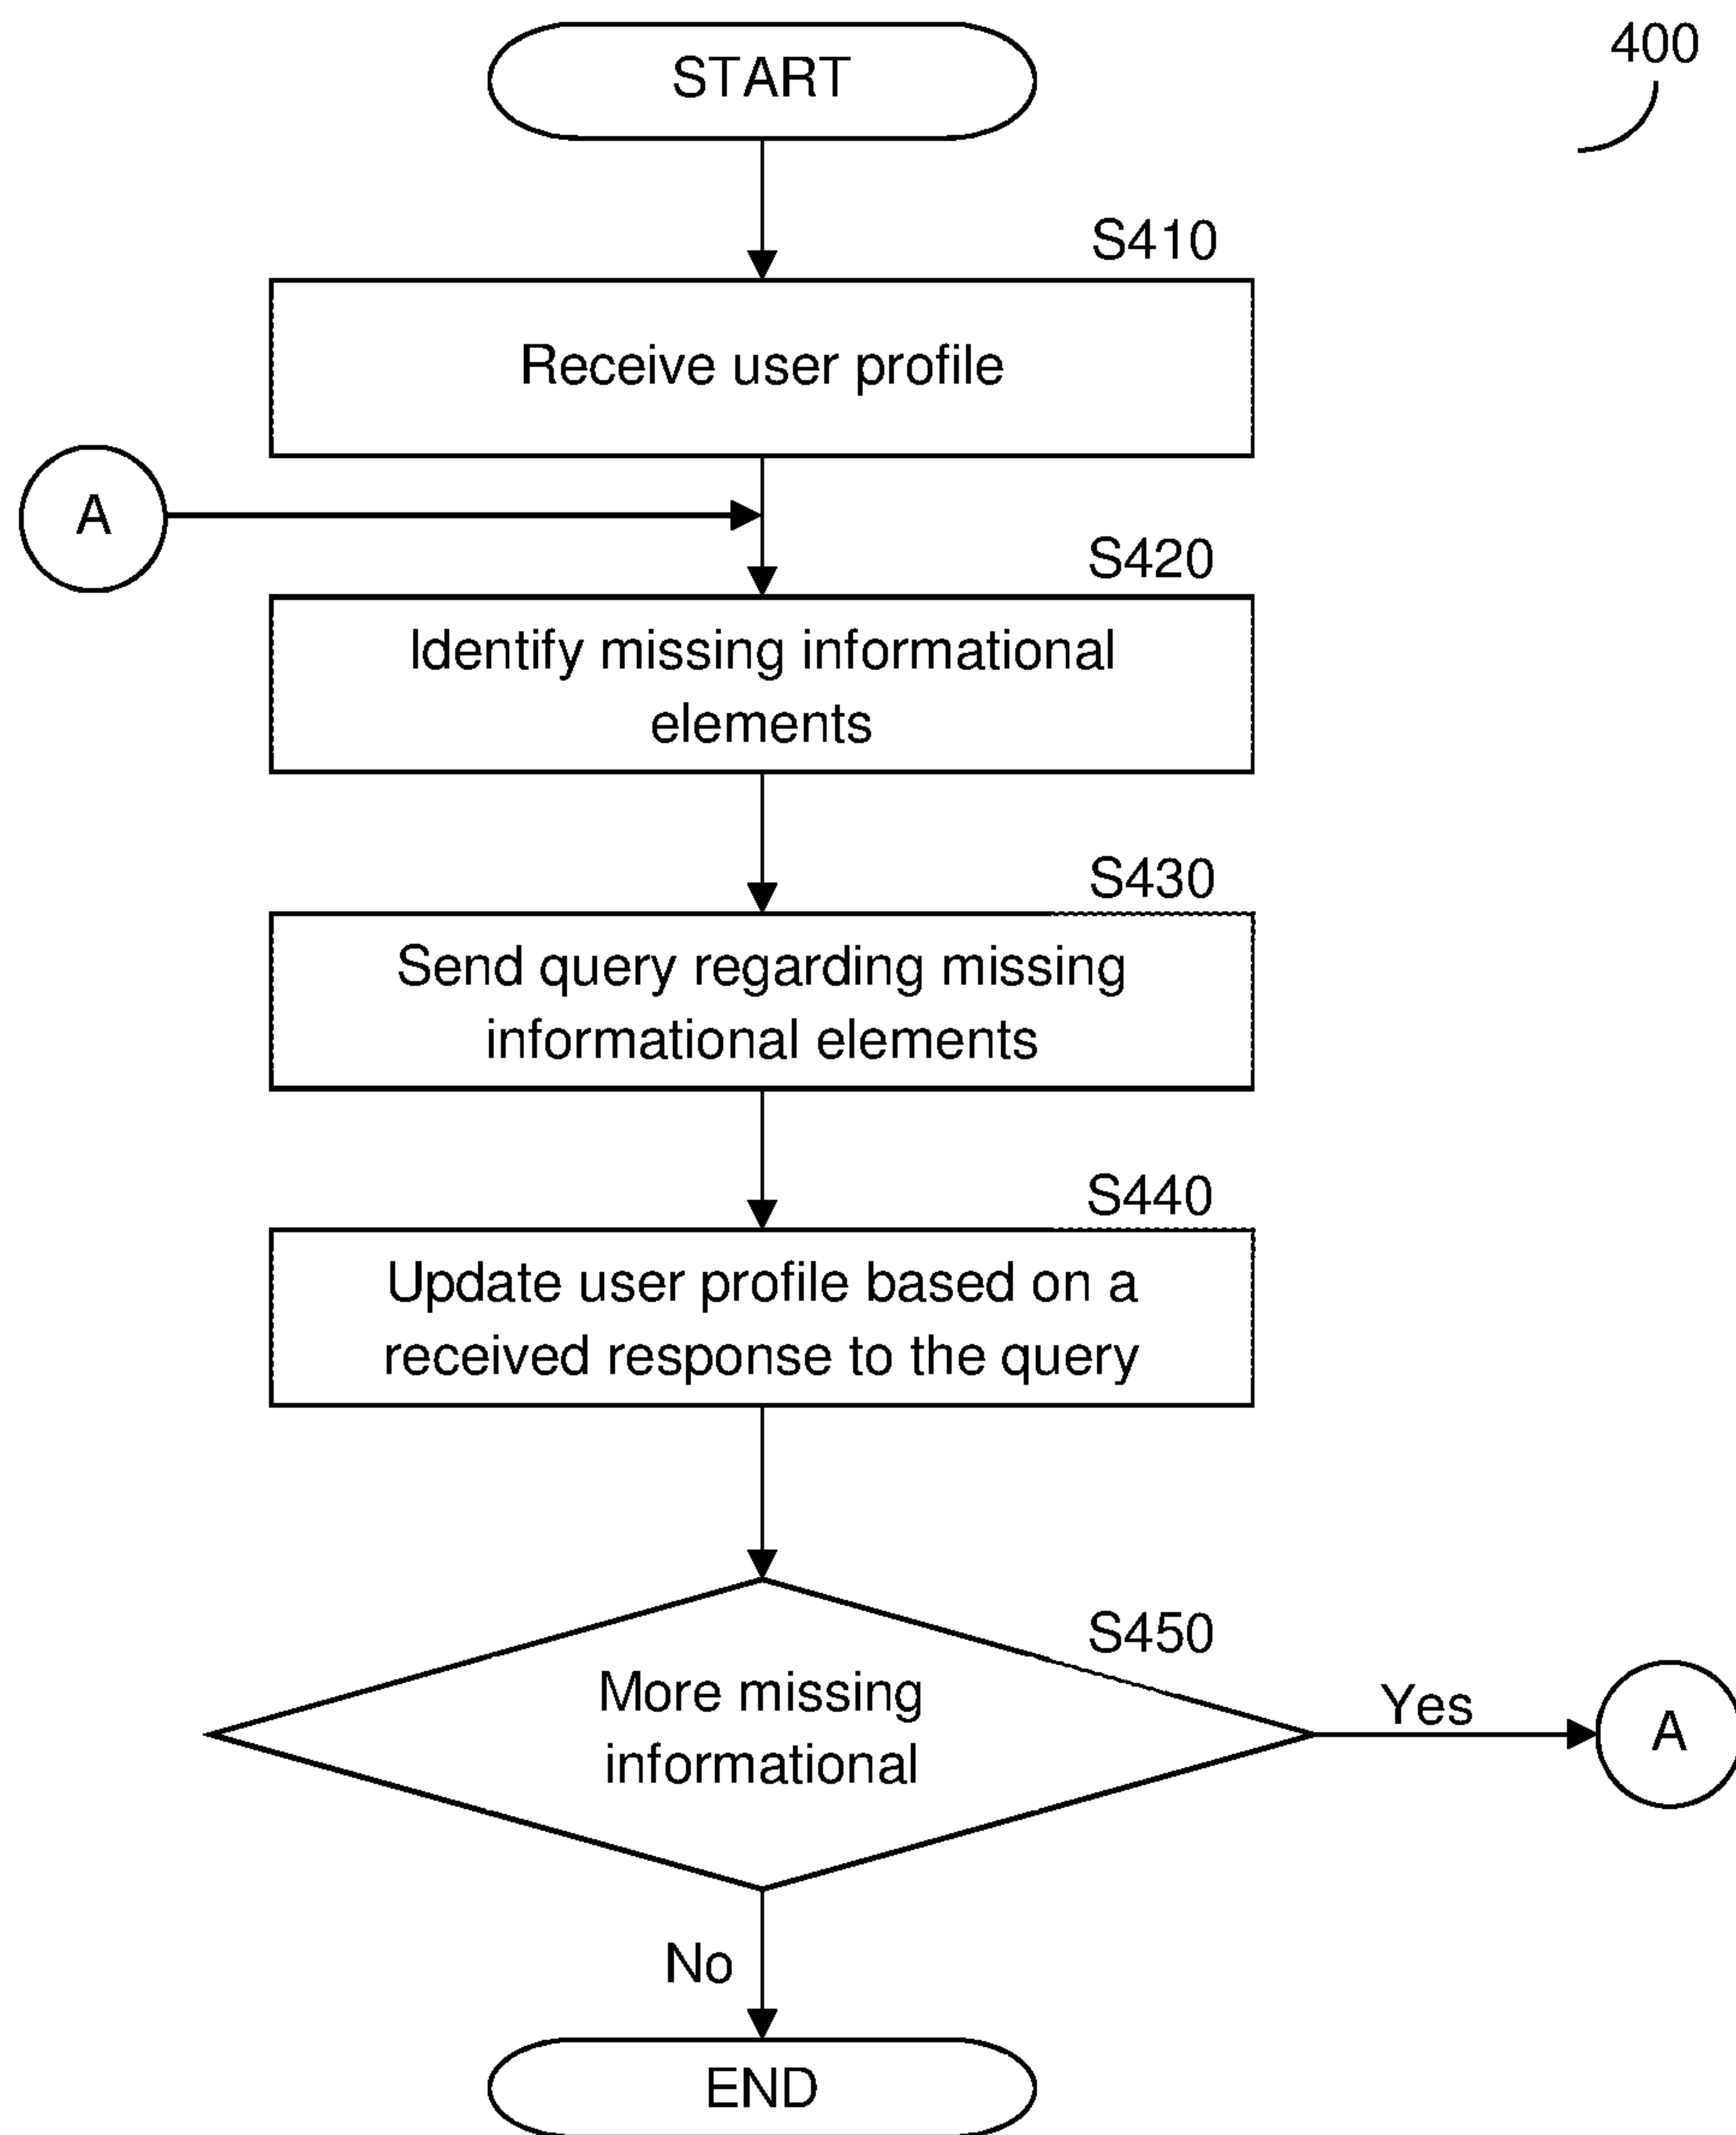 START
400
S410
Receive user profile
A
S420
Identify missing informational
elements
S430
Send query regarding missing
informational elements
S440
Update user profile based on a
received response to the query
S450
More missing
informational
Yes
A
No
END